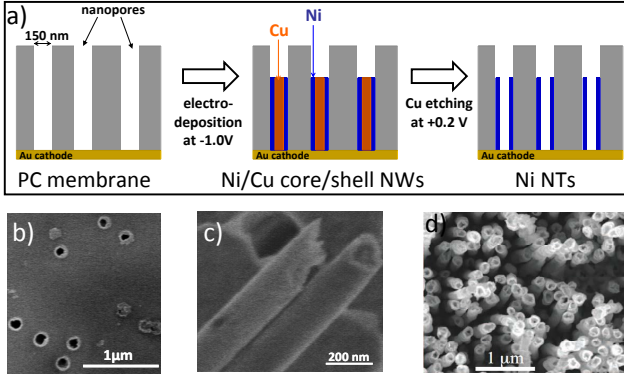 a)
nanopores
150 nm
Cu
Ni
electro-
deposition
at -1.0V
Cu etching
at +0.2 V
Au cathode
Au cathode
Au cathode
PC membrane
Ni/Cu core/shell NWs
Ni NTs
b)
1µm
c)
200 nm
d)
1 µm